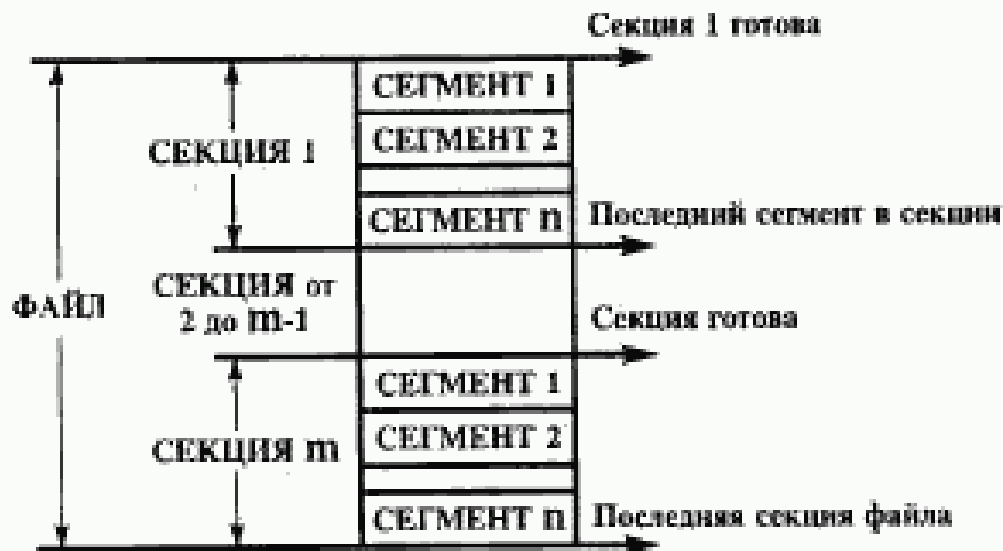 Секция 1 готова
СЕГМЕНТ 1
СЕГМЕНТ 2
СЕКЦИЯ 1
СЕГМЕНТ n
Последний сегмент в секции
СЕКЦИЯ от
2 до m-1
ФАЙЛ
Секция готова
СЕГМЕНТ 1
СЕГМЕНТ 2
СЕКЦИЯ m
СЕГМЕНТ n
Последняя секция файла